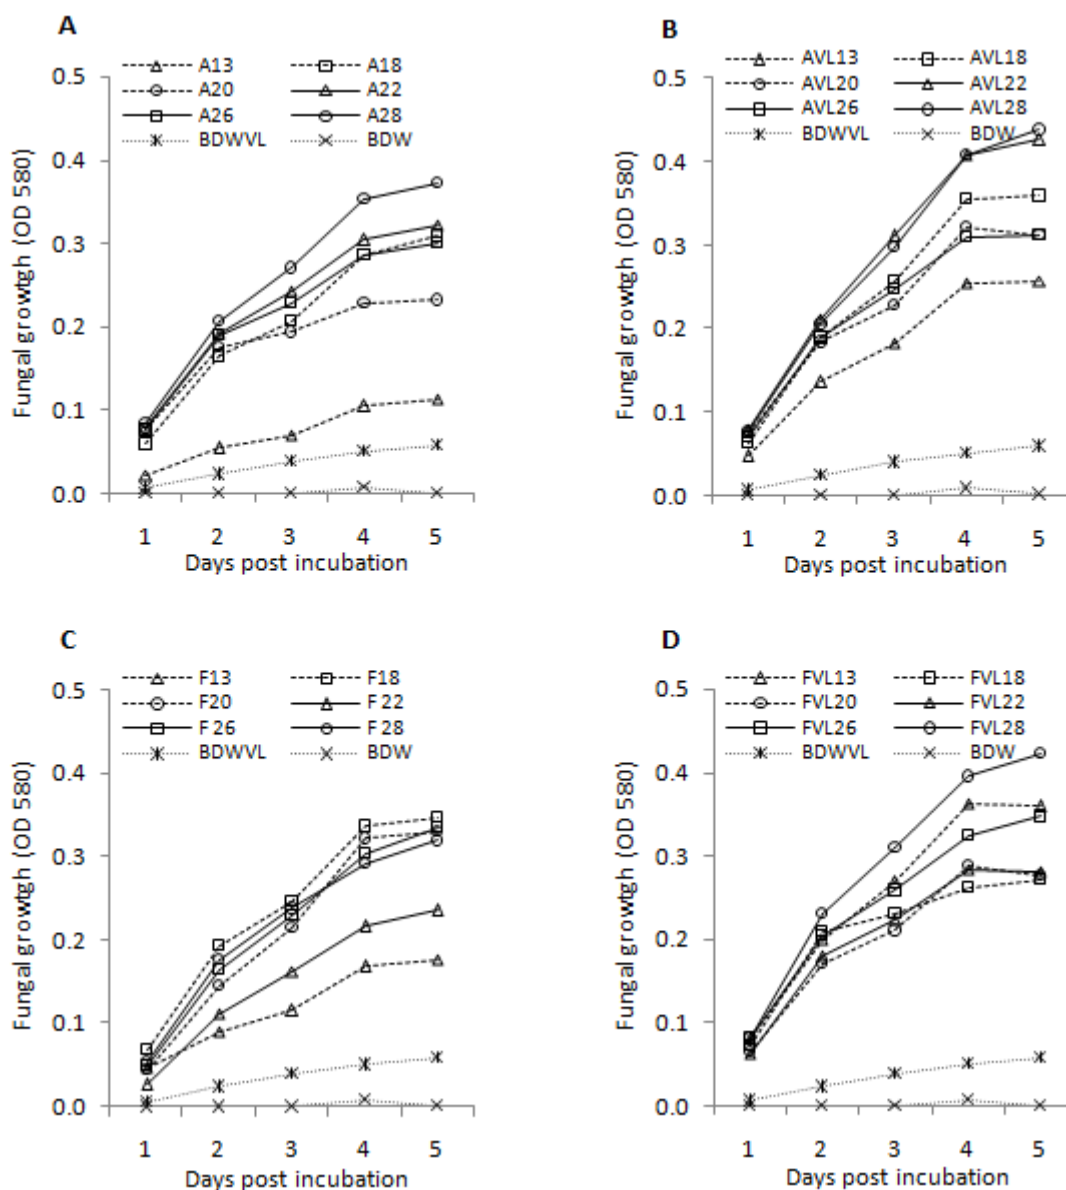 A
A13 A18
A20 A22
A26 A28
BDWVL BDW
0.5
0.4
0.3
0.2
0.1
0.0
Fungal growtgh (OD 580)
1 2 3 4 5
Days post incubation
B
AVL13 AVL18
AVL20 AVL22
AVL26 AVL28
BDWVL BDW
0.5
0.4
0.3
0.2
0.1
0.0
Fungal growtgh (OD 580)
1 2 3 4 5
Days post incubation
C
F13 F18
F20 F22
F26 F28
BDWVL BDW
0.5
0.4
0.3
0.2
0.1
0.0
Fungal growtgh (OD 580)
1 2 3 4 5
Days post incubation
D
FVL13 FVL18
FVL20 FVL22
FVL26 FVL28
BDWVL BDW
0.5
0.4
0.3
0.2
0.1
0.0
Fungal growtgh (OD 580)
1 2 3 4 5
Days post incubation